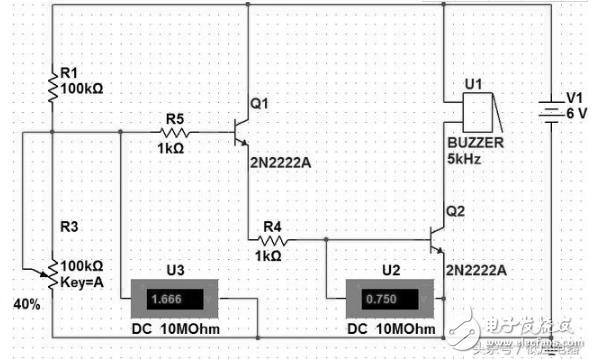 R1
100kΩ
R5
1kΩ
Q1
2N2222A
U1
BUZZER
5kHz
V1
6 V
R3
100kΩ
Key=A
40%
R4
1kΩ
Q2
2N2222A
U3
1.666
DC 10MOhm
U2
0.750
DC 10MOhm
电子发烧友
www.elecfans.com